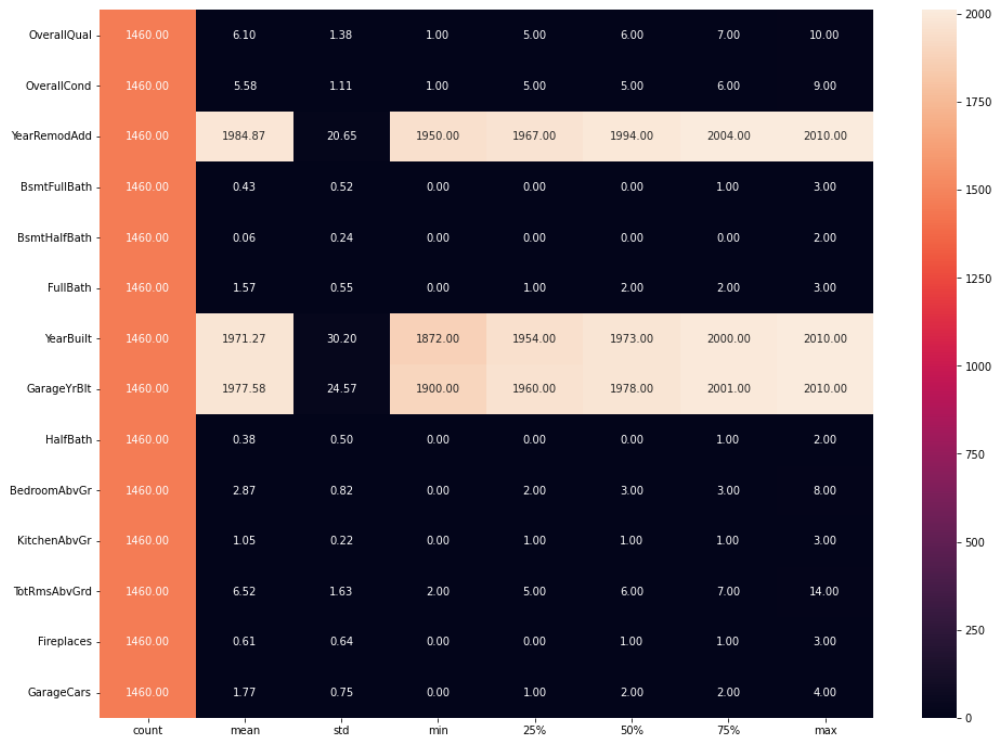 OverallQual 1460.00 6.10 1.38 1.00 5.00 6.00 7.00 10.00
OverallCond 1460.00 5.58 1.11 1.00 5.00 5.00 6.00 9.00
YearRemodAdd 1460.00 1984.87 20.65 1950.00 1967.00 1994.00 2004.00 2010.00
BsmtFullBath 1460.00 0.43 0.52 0.00 0.00 0.00 1.00 3.00
BsmtHalfBath 1460.00 0.06 0.24 0.00 0.00 0.00 0.00 2.00
FullBath 1460.00 1.57 0.55 0.00 1.00 2.00 2.00 3.00
YearBuilt 1460.00 1971.27 30.20 1872.00 1954.00 1973.00 2000.00 2010.00
GarageYrBlt 1460.00 1977.58 24.57 1900.00 1960.00 1978.00 2001.00 2010.00
HalfBath 1460.00 0.38 0.50 0.00 0.00 0.00 1.00 2.00
BedroomAbvGr 1460.00 2.87 0.82 0.00 2.00 3.00 3.00 8.00
KitchenAbvGr 1460.00 1.05 0.22 0.00 1.00 1.00 1.00 3.00
TotRmsAbvGrd 1460.00 6.52 1.63 2.00 5.00 6.00 7.00 14.00
Fireplaces 1460.00 0.61 0.64 0.00 0.00 1.00 1.00 3.00
GarageCars 1460.00 1.77 0.75 0.00 1.00 2.00 2.00 4.00
count mean std min 25% 50% 75% max
2000
1750
1500
1250
1000
750
500
250
0